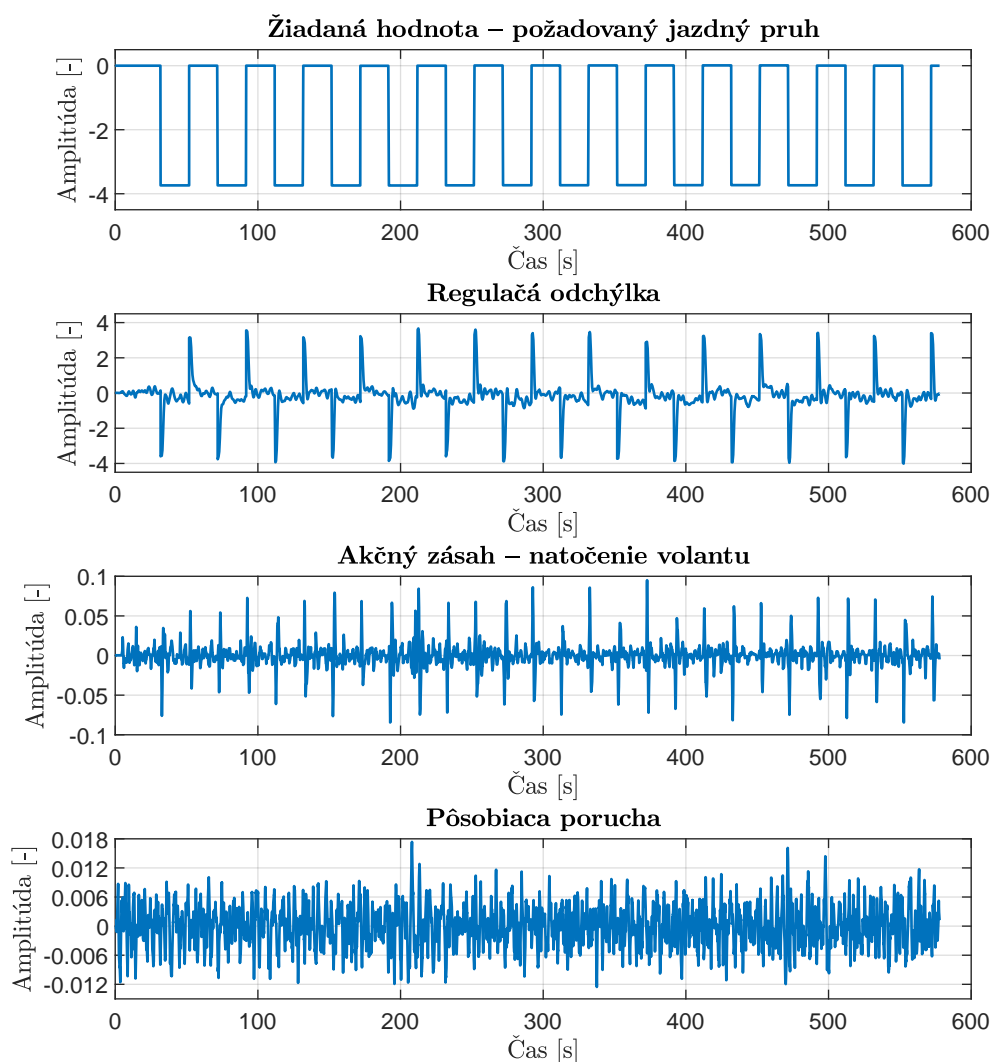 Žiadaná hodnota – požadovaný jazdný pruh
Amplitúda [-]
0
-2
-4
0 100 200 300 400 500 600
Čas [s]
Regulačá odchýlka
Amplitúda [-]
4
2
0
-2
-4
0 100 200 300 400 500 600
Čas [s]
Akčný zásah – natočenie volantu
Amplitúda [-]
0.1
0.05
0
-0.05
-0.1
0 100 200 300 400 500 600
Čas [s]
Pôsobiaca porucha
Amplitúda [-]
0.018
0.012
0.006
0
-0.006
-0.012
0 100 200 300 400 500 600
Čas [s]